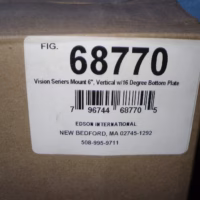 FIG. 68770
Vision Seriers Mount 6", Vertical w/16 Degree Bottom Plate
7 96744 68770 5
EDSON INTERNATIONAL
NEW BEDFORD, MA 02745-1292
508-995-9711